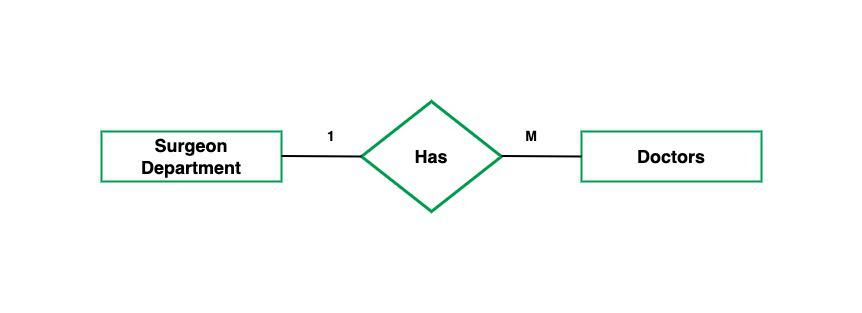 Surgeon
Department
1
Has
M
Doctors